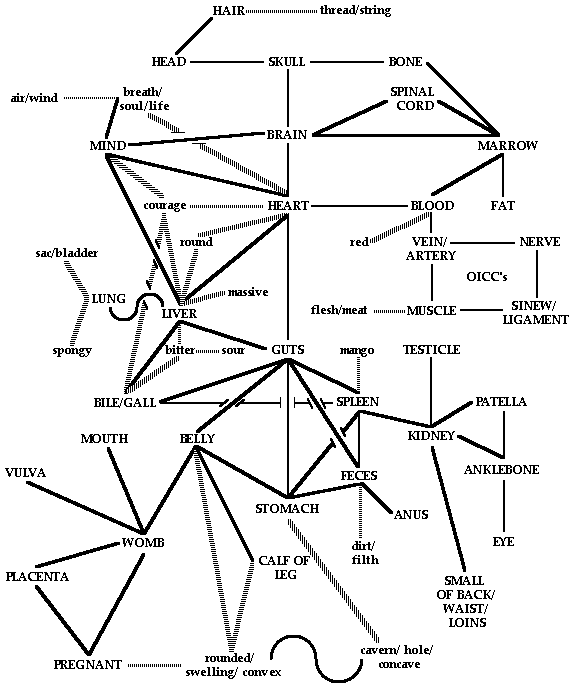 HAIR thread/string
HEAD SKULL BONE
air/wind breath/
soul/life
SPINAL
CORD
MIND BRAIN MARROW
courage HEART BLOOD FAT
round red VEIN/
ARTERY
NERVE
sac/bladder
OICC's
LUNG LIVER massive
flesh/meat MUSCLE SINEW/
LIGAMENT
spongy bitter sour GUTS mango TESTICLE
BILE/GALL SPLEEN PATELLA
MOUTH BELLY KIDNEY
VULVA FECES ANKLEBONE
STOMACH ANUS
WOMB dirt/
filth
EYE
PLACENTA CALF OF
LEG
SMALL
OF BACK/
WAIST/
LOINS
PREGNANT rounded/
swelling/ convex
cavern/ hole/
concave